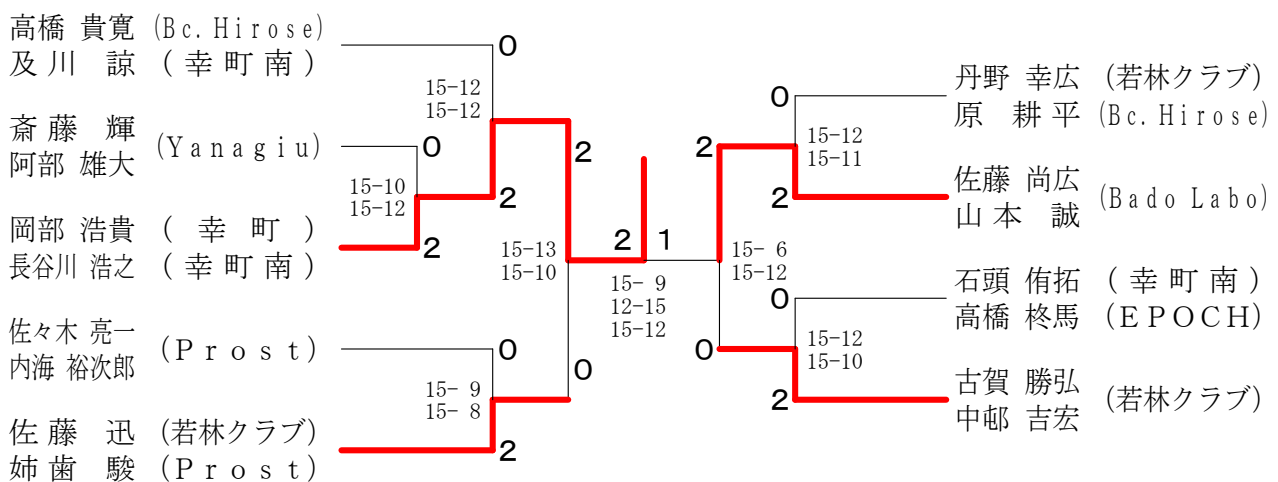 高橋 貴寛 (Bc.Hirose)
及川 諒 (幸町南)
0
15-12
15-12
斎藤 輝
阿部 雄大
(Yanagiu)
0
15-10
15-12
2
岡部 浩貴 (幸町)
長谷川 浩之 (幸町南)
2
2
15-13
15-10
佐々木 亮一
内海 裕次郎
(Prost)
0
15- 9
15- 8
0
佐藤 迅 (若林クラブ)
姉歯 駿 (Prost)
2
2 1
15- 9
12-15
15-12
丹野 幸広 (若林クラブ)
原 耕平 (Bc.Hirose)
0
15-12
15-11
2
佐藤 尚広
山本 誠
(Bado Labo)
2
15- 6
15-12
石頭 侑拓 (幸町南)
高橋 柊馬 (EPOCH)
0
15-12
15-10
0
古賀 勝弘
中邨 吉宏
(若林クラブ)
2